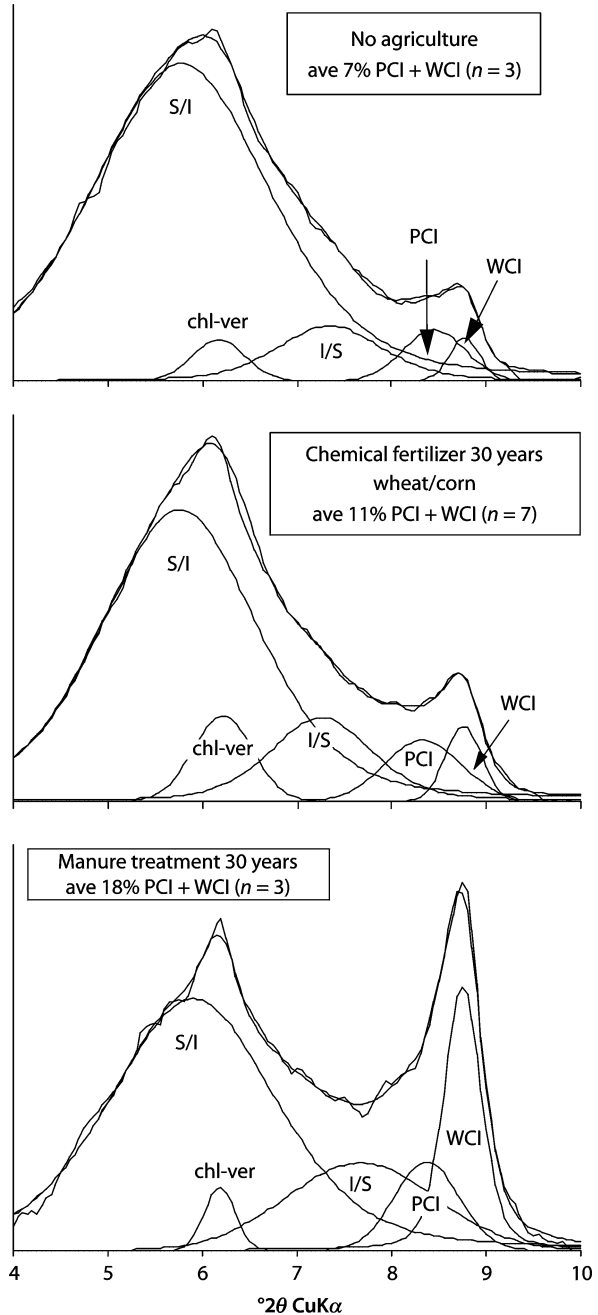 No agriculture
ave 7% PCI + WCI (n = 3)
S/I
PCI
WCI
chl-ver
I/S
Chemical fertilizer 30 years
wheat/corn
ave 11% PCI + WCI (n = 7)
S/I
WCI
chl-ver
I/S
PCI
Manure treatment 30 years
ave 18% PCI + WCI (n = 3)
S/I
WCI
chl-ver
I/S
PCI
4 5 6 7 8 9 10
°2θ CuKα